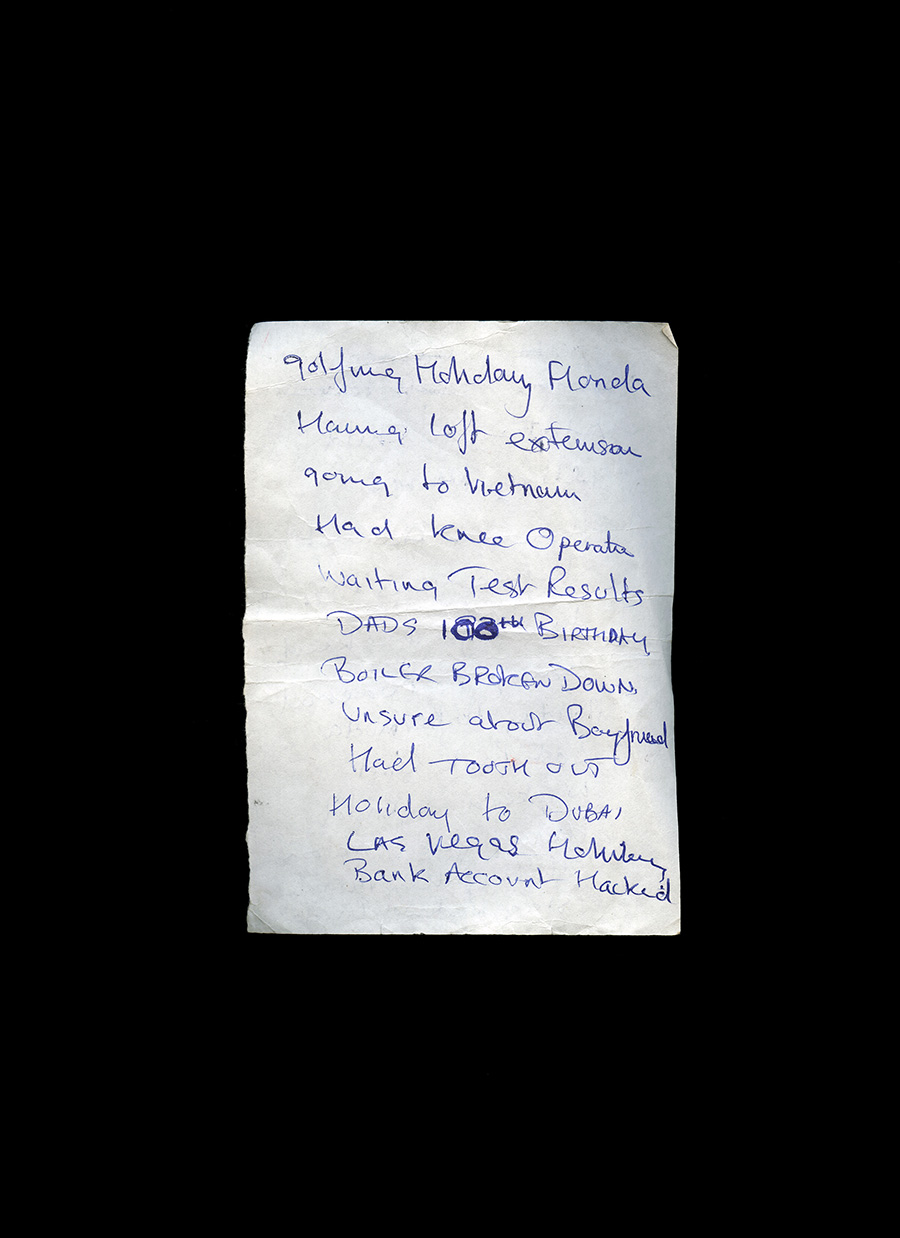 golfing Holiday Florida
Having loft extension
going to Vietnam
Had knee Operatio
Waiting Test Results
DADS 100th BIRTHDAY
BOILER BROKEN DOWN
Unsure about Boyfriend
Had TOOTH OUT
Holiday to DUBAI
LAS Vegas Holiday
Bank Account Hacked